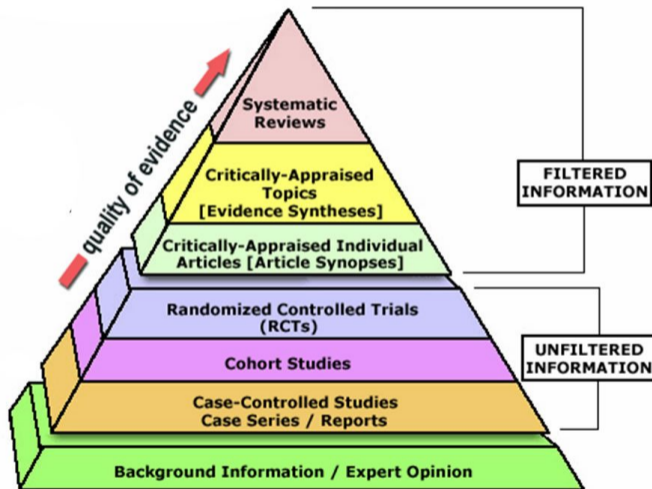 quality of evidence
Systematic
Reviews
Critically-Appraised
Topics
[Evidence Syntheses]
Critically-Appraised Individual
Articles [Article Synopses]
FILTERED
INFORMATION
Randomized Controlled Trials
(RCTs)
Cohort Studies
Case-Controlled Studies
Case Series / Reports
UNFILTERED
INFORMATION
Background Information / Expert Opinion